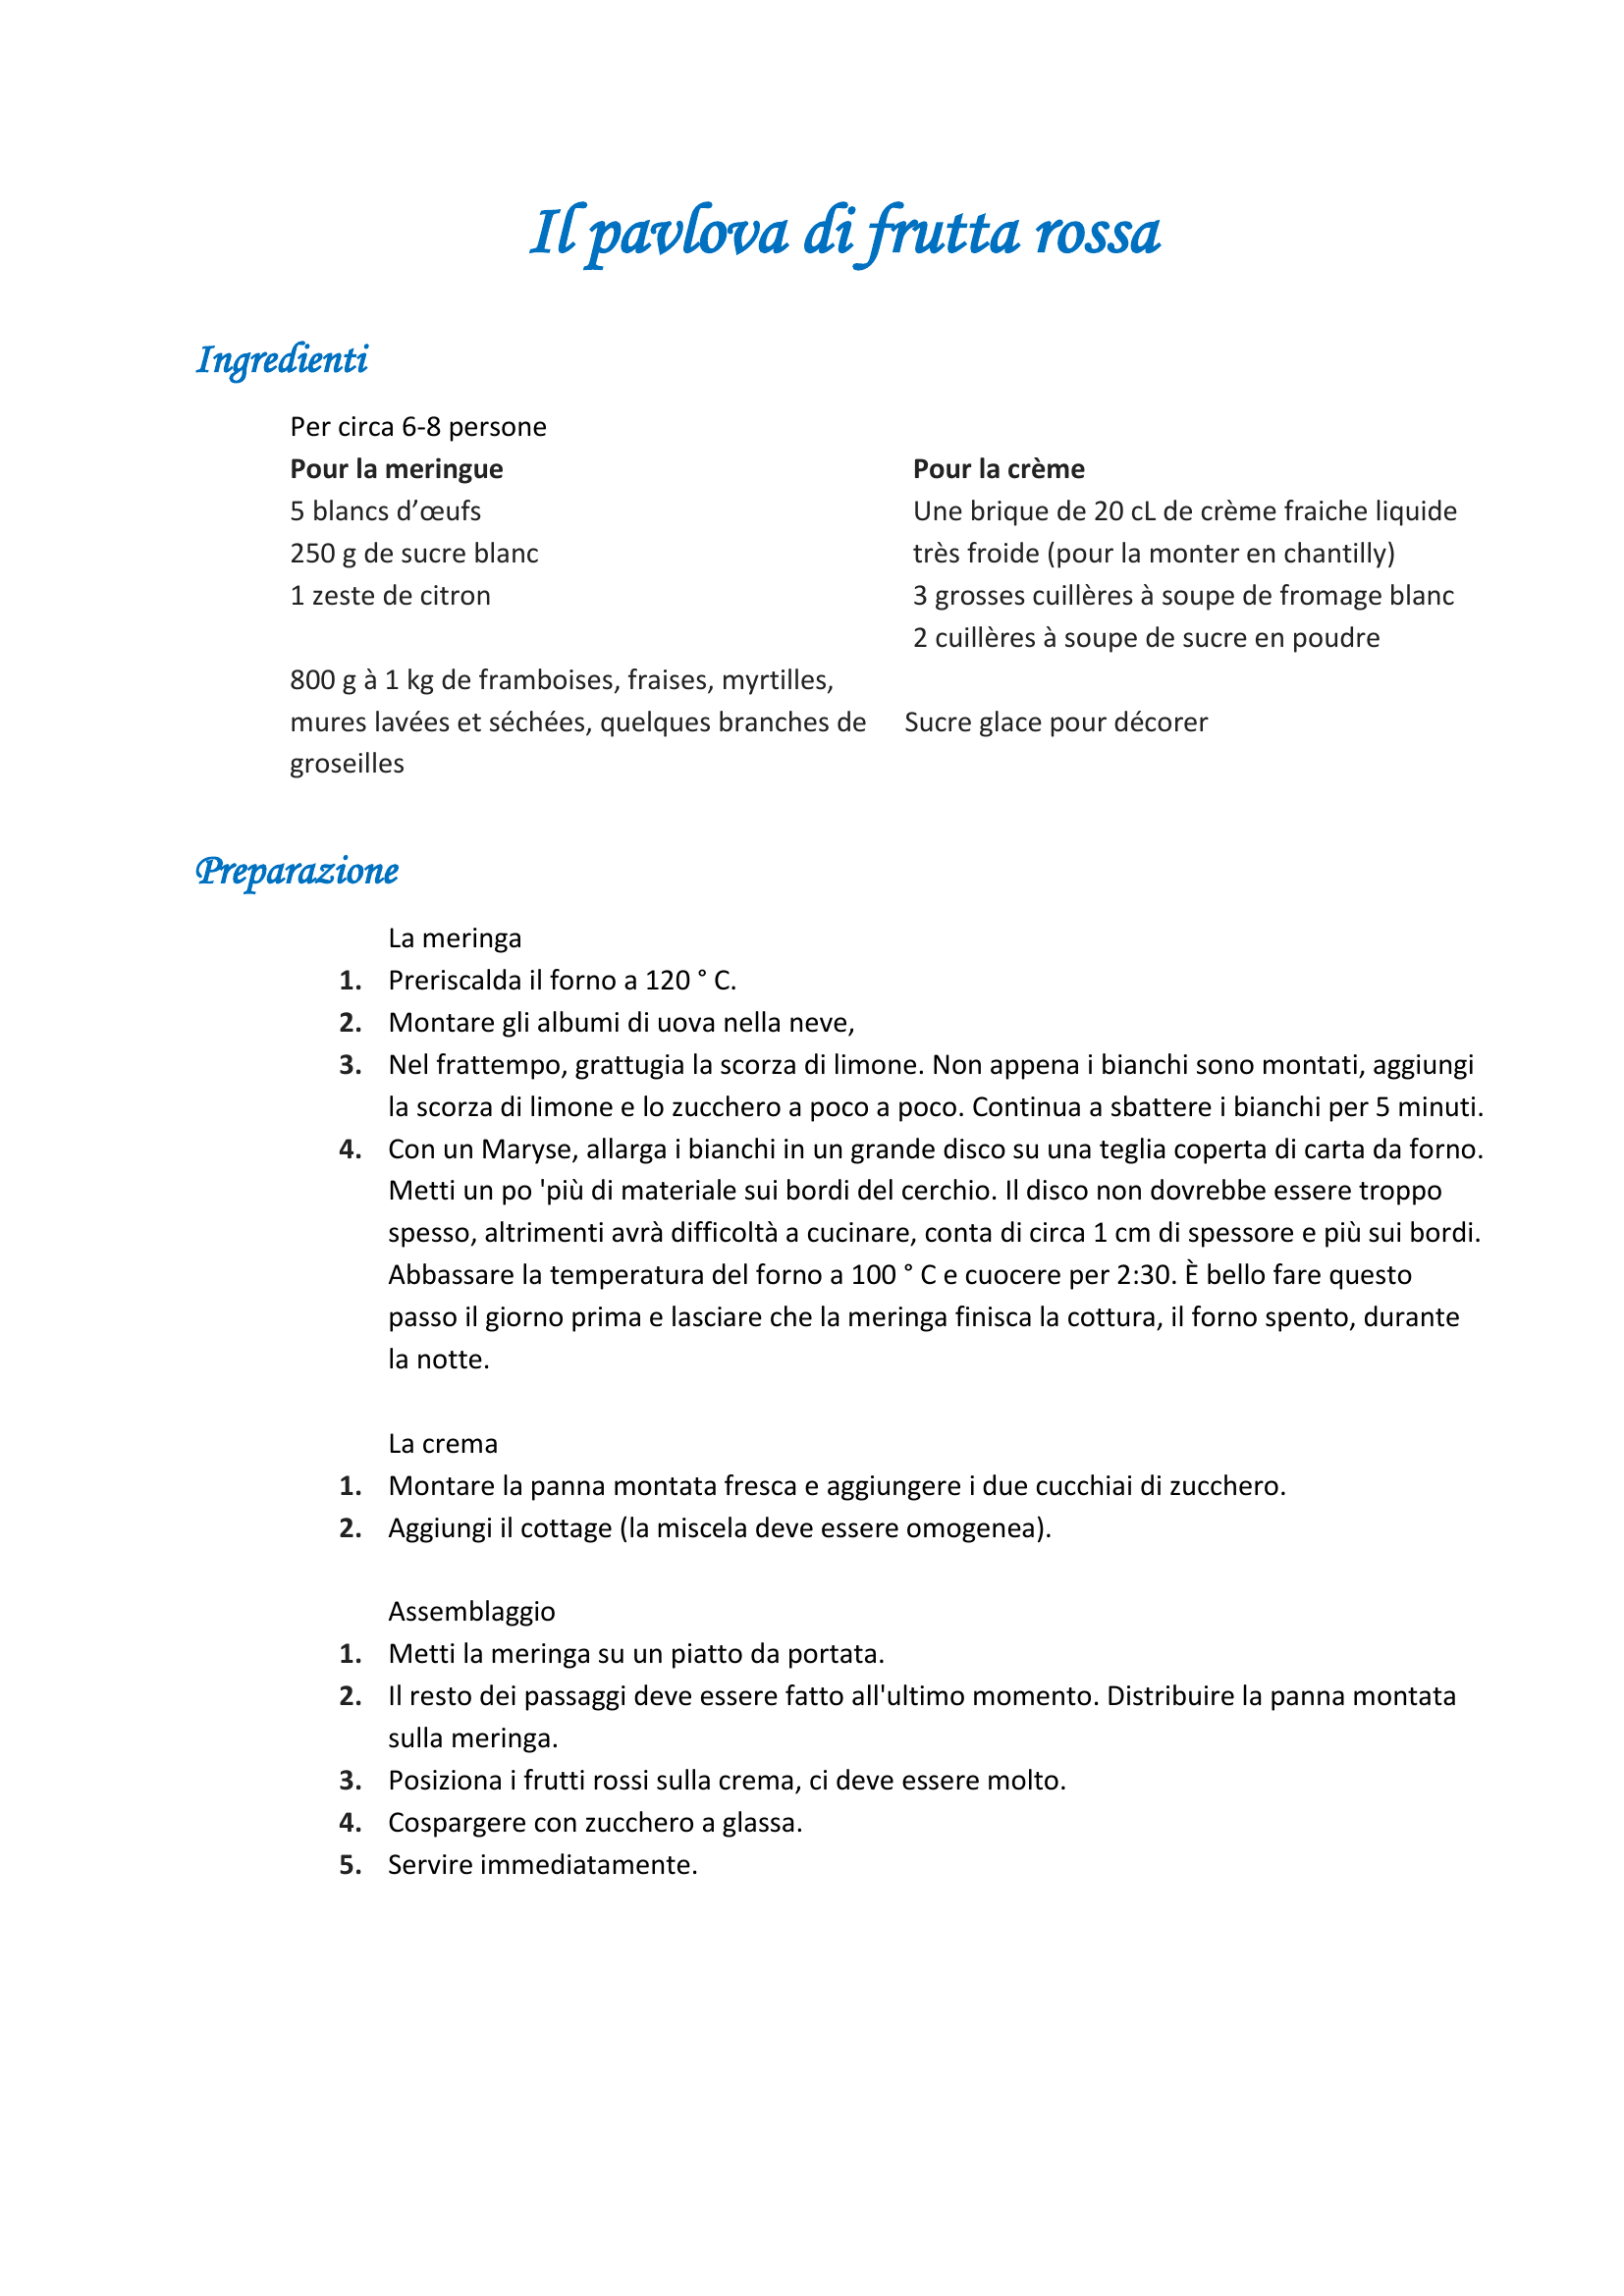 Il pavlova di frutta rossa
Ingredienti
Per circa 6-8 persone
Pour la meringue
5 blancs d’œufs
250 g de sucre blanc
1 zeste de citron
800 g à 1 kg de framboises, fraises, myrtilles,
mures lavées et séchées, quelques branches de
groseilles
Pour la crème
Une brique de 20 cL de crème fraiche liquide
très froide (pour la monter en chantilly)
3 grosses cuillères à soupe de fromage blanc
2 cuillères à soupe de sucre en poudre
Sucre glace pour décorer
Preparazione
La meringa
1. Preriscalda il forno a 120 ° C.
2. Montare gli albumi di uova nella neve,
3. Nel frattempo, grattugia la scorza di limone. Non appena i bianchi sono montati, aggiungi
la scorza di limone e lo zucchero a poco a poco. Continua a sbattere i bianchi per 5 minuti.
4. Con un Maryse, allarga i bianchi in un grande disco su una teglia coperta di carta da forno.
Metti un po 'più di materiale sui bordi del cerchio. Il disco non dovrebbe essere troppo
spesso, altrimenti avrà difficoltà a cucinare, conta di circa 1 cm di spessore e più sui bordi.
Abbassare la temperatura del forno a 100 ° C e cuocere per 2:30. È bello fare questo
passo il giorno prima e lasciare che la meringa finisca la cottura, il forno spento, durante
la notte.
La crema
1. Montare la panna montata fresca e aggiungere i due cucchiai di zucchero.
2. Aggiungi il cottage (la miscela deve essere omogenea).
Assemblaggio
1. Metti la meringa su un piatto da portata.
2. Il resto dei passaggi deve essere fatto all'ultimo momento. Distribuire la panna montata
sulla meringa.
3. Posiziona i frutti rossi sulla crema, ci deve essere molto.
4. Cospargere con zucchero a glassa.
5. Servire immediatamente.